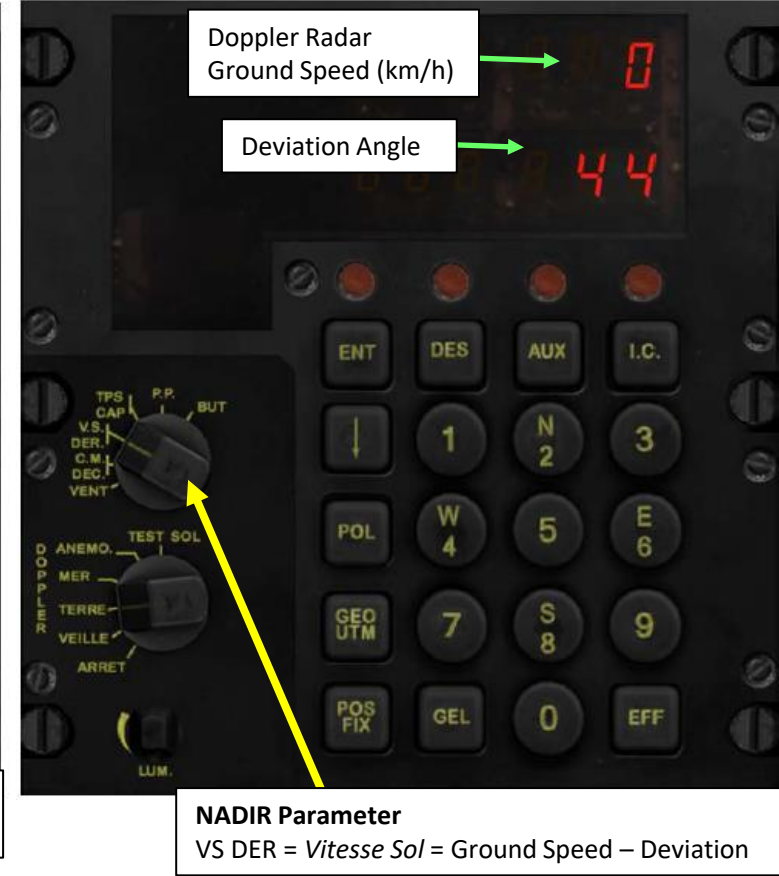 Doppler Radar
Ground Speed (km/h)
0
Deviation Angle
44
ENT DES AUX I.C.
TPS P.P. BUT
CAP
V.S.
DER.
C.M.
DEC.
VENT
↓ 1 N 2 3
POL W 4 5 E 6
DOPPLER
TEST SOL
ANEMO.
MER
TERRE
VEILLE
ARRET
GEO UTM 7 S 8 9
POS FIX GEL 0 EFF
LUM.
NADIR Parameter
VS DER = Vitesse Sol = Ground Speed – Deviation